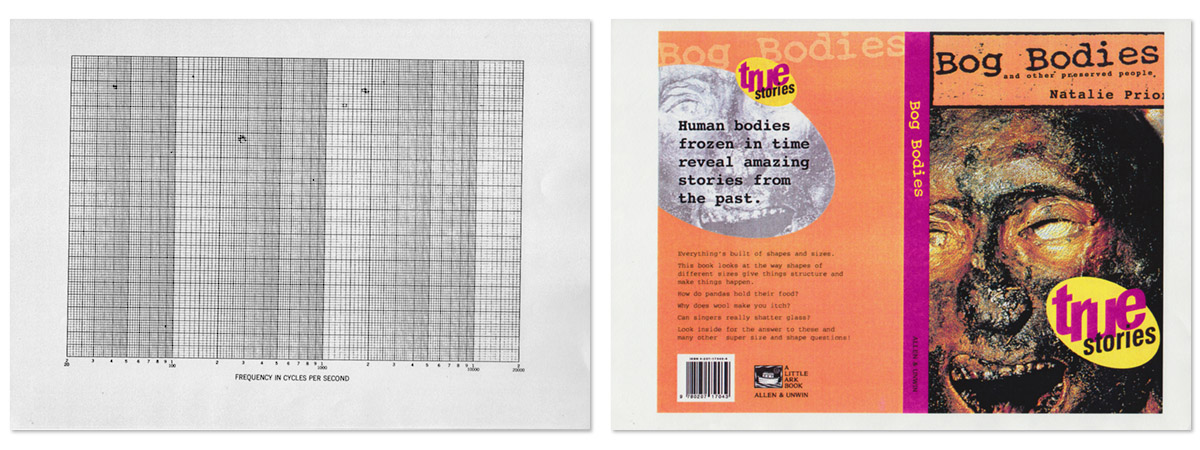 20 3 4 5 6 7 8 9 1 2 3 4 5 6 7 8 9 1 2 3 4 5 6 7 8 9 1 2
100 1000 10000 20000
FREQUENCY IN CYCLES PER SECOND
Bog Bodies
true
stories
Human bodies
frozen in time
reveal amazing
stories from
the past.
Everything's built of shapes and sizes.
This book looks at the way shapes of
different sizes give things structure and
make things happen.
How do pandas hold their food?
Why does wool make you itch?
Can singers really shatter glass?
Look inside for the answer to these and
many other super size and shape questions!
A
LITTLE
ARK
BOOK
ALLEN & UNWIN
Bog Bodies
ALLEN & UNWIN
Bog Bodies
and other preserved people
Natalie Prior
true
stories